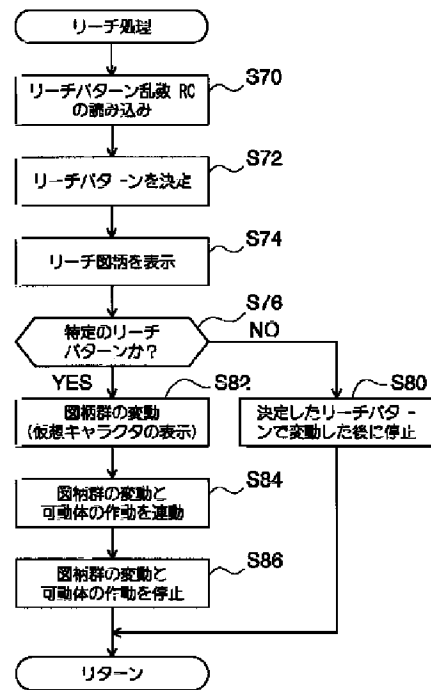 リーチ処理
S70
リーチパターン乱数 RC
の読み込み
S72
リーチパターンを決定
S74
リーチ図柄を表示
S76
特定のリーチ
パターンか?
NO
YES
S82
S80
図柄群の変動
(仮想キャラクタの表示)
決定したリーチパター
ンで変動した後に停止
S84
図柄群の変動と
可動体の作動を連動
S86
図柄群の変動と
可動体の作動を停止
リターン